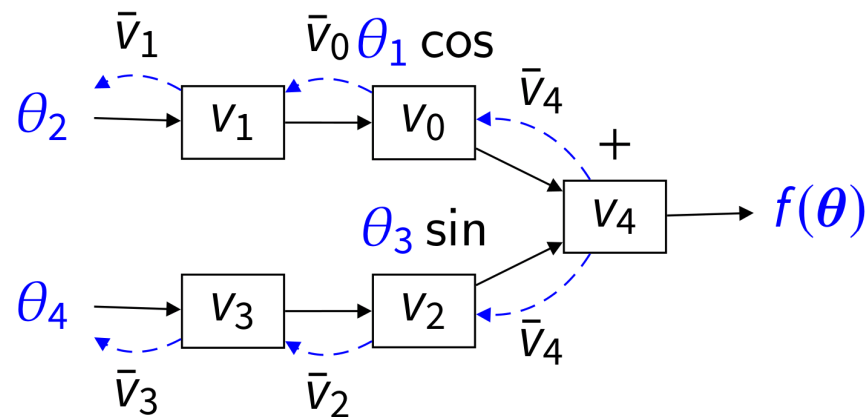 v̄₁ v̄₀ θ₁ cos
v̄₄
θ₂ v₁ v₀ +
v₄ f(θ)
θ₃ sin
θ₄ v₃ v₂
v̄₄
v̄₃ v̄₂